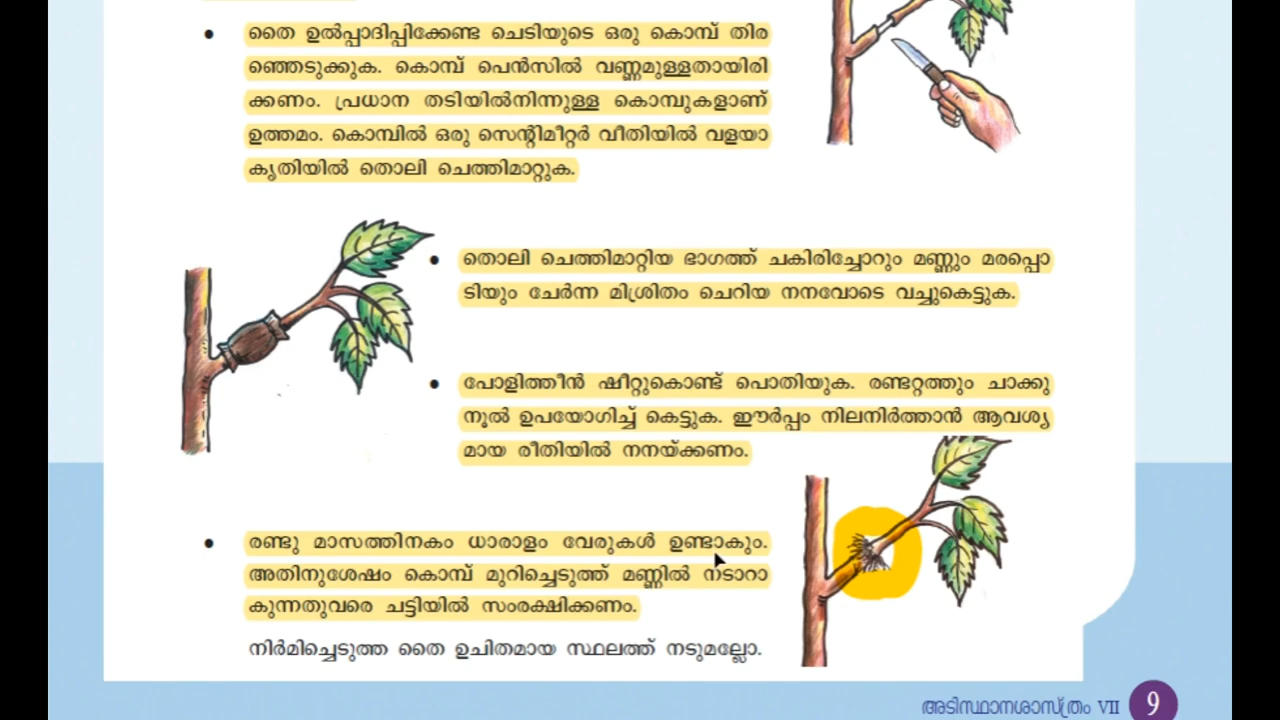 • തൈ ഉൽപ്പാദിപ്പിക്കേണ്ട ചെടിയുടെ ഒരു കൊമ്പ് തിര
ഞ്ഞെടുക്കുക. കൊമ്പ് പെൻസിൽ വണ്ണമുള്ളതായിരി
ക്കണം. പ്രധാന തടിയിൽനിന്നുള്ള കൊമ്പുകളാണ്
ഉത്തമം. കൊമ്പിൽ ഒരു സെന്റിമീറ്റർ വീതിയിൽ വളയാ
കൃതിയിൽ തൊലി ചെത്തിമാറ്റുക.
• തൊലി ചെത്തിമാറ്റിയ ഭാഗത്ത് ചകിരിച്ചോറും മണ്ണും മരപ്പൊ
ടിയും ചേർന്ന മിശ്രിതം ചെറിയ നനവോടെ വച്ചുകെട്ടുക.
• പോളിത്തീൻ ഷീറ്റുകൊണ്ട് പൊതിയുക. രണ്ടറ്റത്തും ചാക്കു
നൂൽ ഉപയോഗിച്ച് കെട്ടുക. ഈർപ്പം നിലനിർത്താൻ ആവശ്യ
മായ രീതിയിൽ നനയ്ക്കണം.
• രണ്ടു മാസത്തിനകം ധാരാളം വേരുകൾ ഉണ്ടാകും.
അതിനുശേഷം കൊമ്പ് മുറിച്ചെടുത്ത് മണ്ണിൽ നടാറാ
കുന്നതുവരെ ചട്ടിയിൽ സംരക്ഷിക്കണം.
നിർമിച്ചെടുത്ത തൈ ഉചിതമായ സ്ഥലത്ത് നടുമല്ലോ.
അടിസ്ഥാനശാസ്ത്രം VII 9